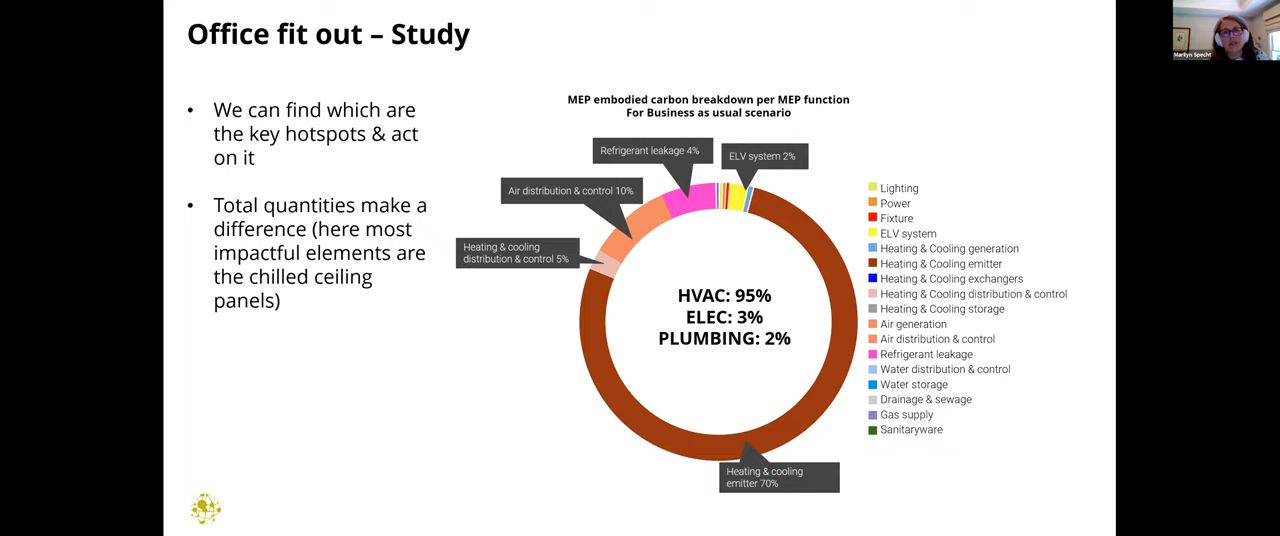 Office fit out – Study
Marilyn Specht
• We can find which are
the key hotspots & act
on it
• Total quantities make a
difference (here most
impactful elements are
the chilled ceiling
panels)
MEP embodied carbon breakdown per MEP function
For Business as usual scenario
Refrigerant leakage 4%
ELV system 2%
Air distribution & control 10%
Heating & cooling
distribution & control 5%
HVAC: 95%
ELEC: 3%
PLUMBING: 2%
Heating & cooling
emitter 70%
Lighting
Power
Fixture
ELV system
Heating & Cooling generation
Heating & Cooling emitter
Heating & Cooling exchangers
Heating & Cooling distribution & control
Heating & Cooling storage
Air generation
Air distribution & control
Refrigerant leakage
Water distribution & control
Water storage
Drainage & sewage
Gas supply
Sanitaryware